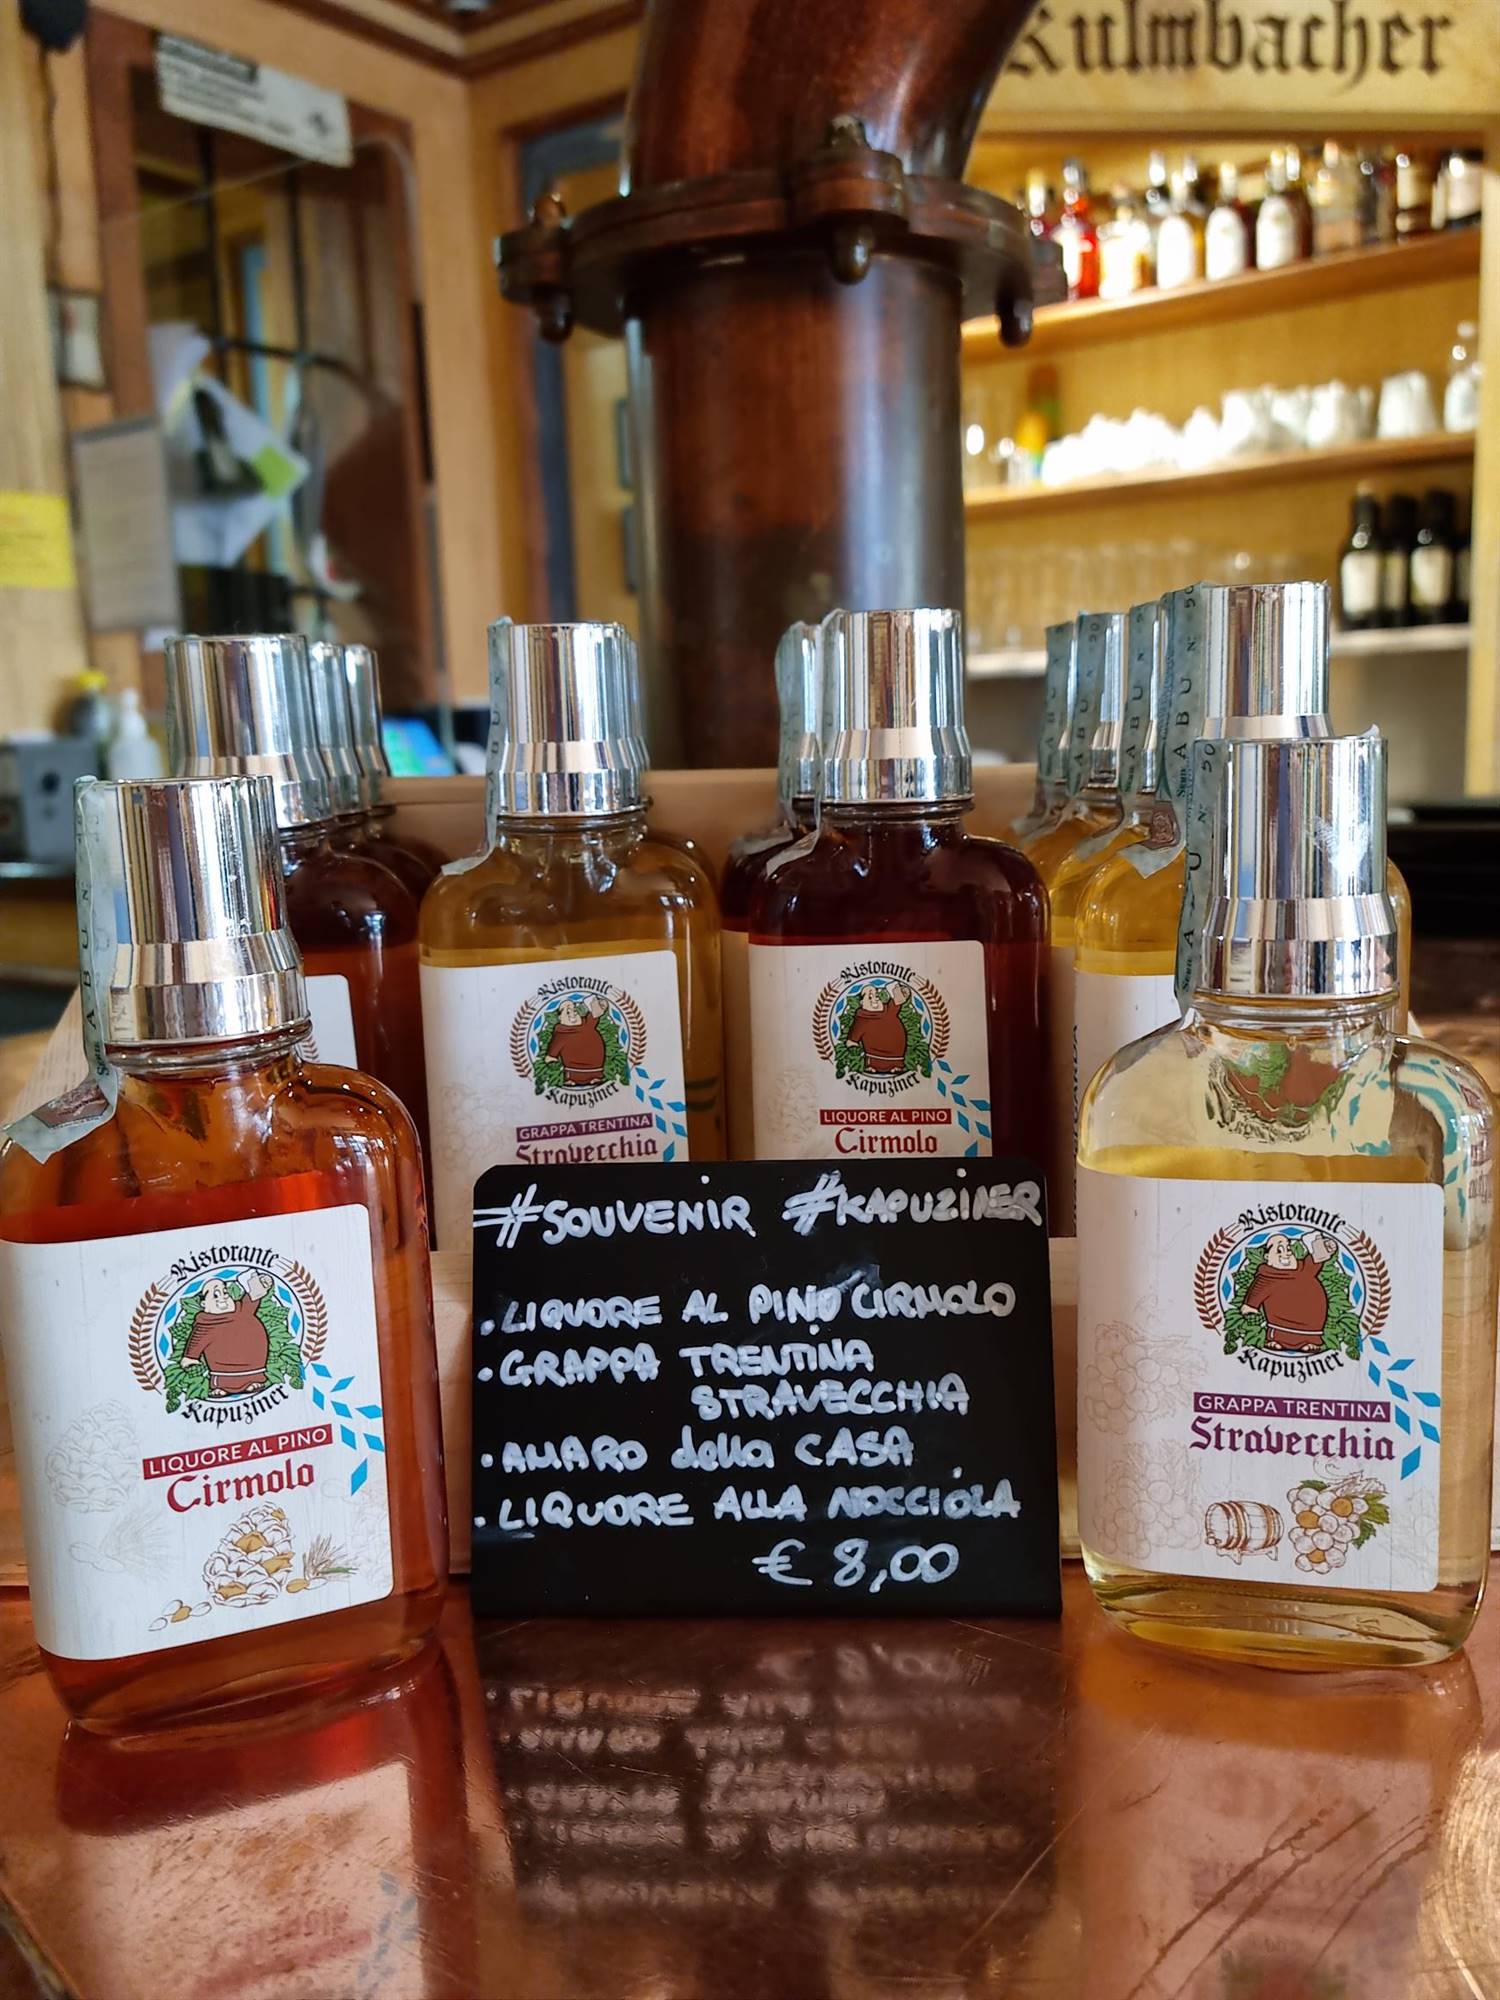 Kulmbacher
Ristorante
Kapuziner
GRAPPA TRENTINA
Stravecchia
Ristorante
Kapuziner
LIQUORE AL PINO
Cirmolo
Ristorante
Kapuziner
LIQUORE AL PINO
Cirmolo
#SOUVENIR #KAPUZINER
• LIQUORE AL PINO CIRMOLO
• GRAPPA TRENTINA
STRAVECCHIA
• AMARO della CASA
• LIQUORE ALLA NOCCIOLA
€ 8,00
Ristorante
Kapuziner
GRAPPA TRENTINA
Stravecchia